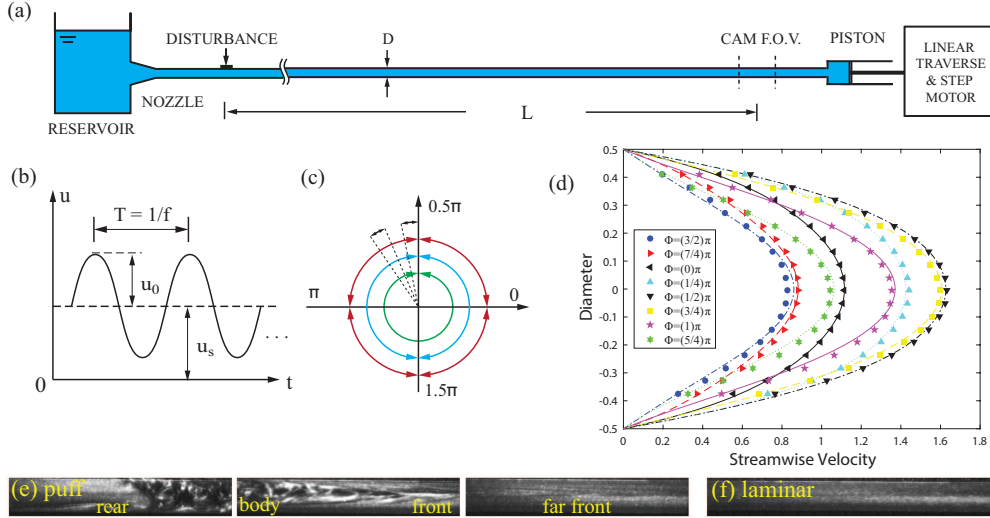 (a)
DISTURBANCE
D
CAM F.O.V.
PISTON
LINEAR
TRAVERSE
& STEP
MOTOR
NOZZLE
RESERVOIR
L
(b)
u
T = 1/f
u0
us
0
t
. . .
(c)
0.5π
π
0
1.5π
(d)
0.5
0.4
0.3
0.2
0.1
0
-0.1
-0.2
-0.3
-0.4
-0.5
Diameter
Φ=(3/2)π
Φ=(7/4)π
Φ=(0)π
Φ=(1/4)π
Φ=(1/2)π
Φ=(3/4)π
Φ=(1)π
Φ=(5/4)π
0 0.2 0.4 0.6 0.8 1 1.2 1.4 1.6 1.8
Streamwise Velocity
(e) puff
rear
body
front
far front
(f) laminar